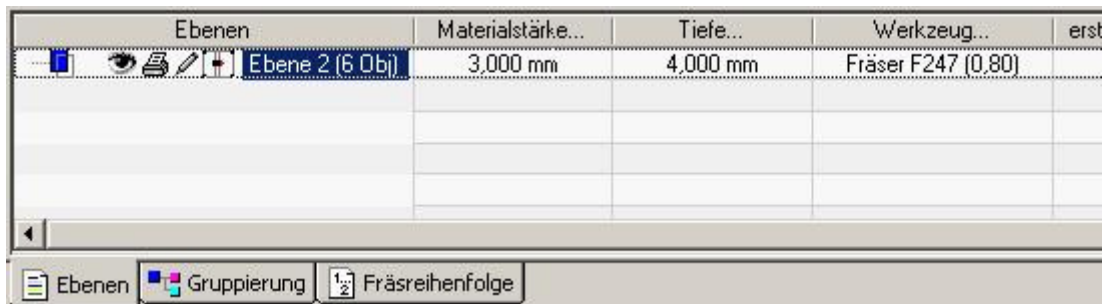 Ebenen Materialstärke... Tiefe... Werkzeug... erst
Ebene 2 (6 Obj) 3,000 mm 4,000 mm Fräser F247 (0,80)
Ebenen Gruppierung Fräsreihenfolge